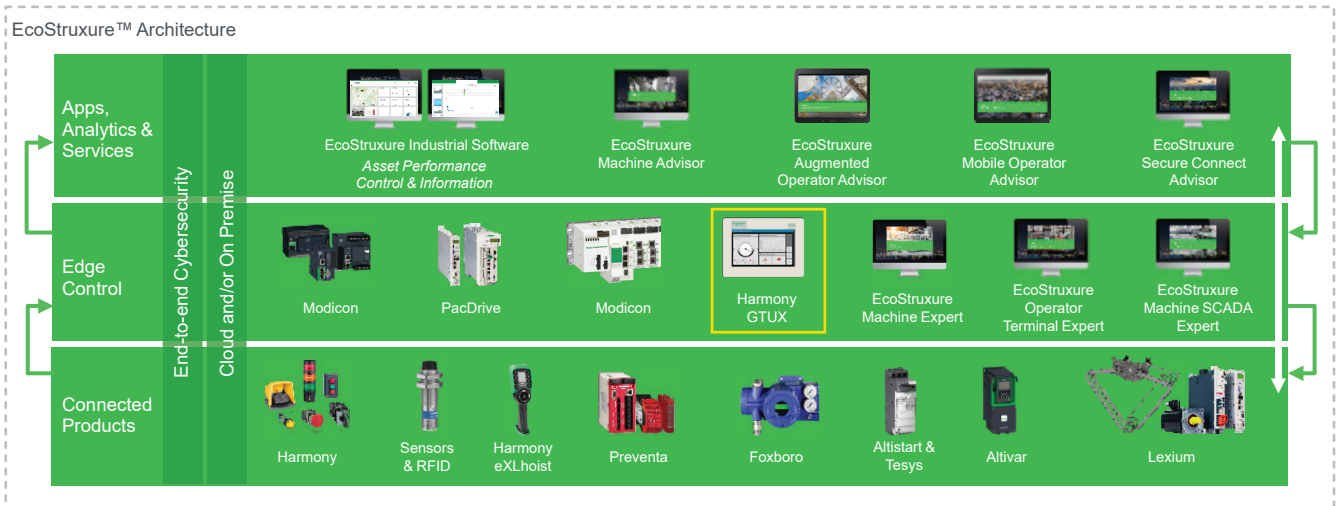 EcoStruxure™ Architecture
Apps,
Analytics &
Services
End-to-end Cybersecurity
Cloud and/or On Premise
EcoStruxure Industrial Software
Asset Performance
Control & Information
EcoStruxure
Machine Advisor
EcoStruxure
Augmented
Operator Advisor
EcoStruxure
Mobile Operator
Advisor
EcoStruxure
Secure Connect
Advisor
Edge
Control
Modicon
PacDrive
Modicon
Harmony
GTUX
EcoStruxure
Machine Expert
EcoStruxure
Operator
Terminal Expert
EcoStruxure
Machine SCADA
Expert
Connected
Products
Harmony
Sensors
& RFID
Harmony
eXLhoist
Preventa
Foxboro
Altistart &
Tesys
Altivar
Lexium